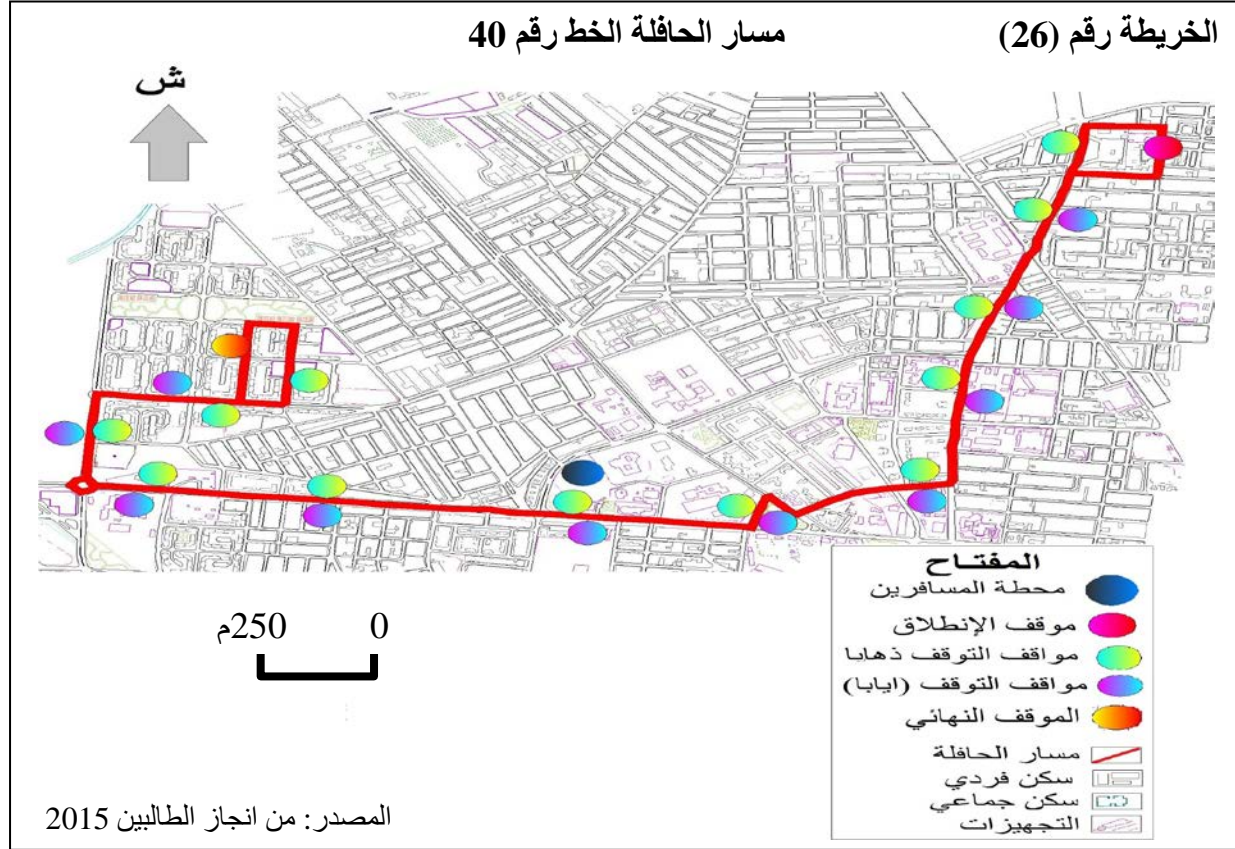 الخريطة رقم (26)
مسار الحافلة الخط رقم 40
ش
المفتاح
محطة المسافرين
موقف الإنطلاق
مواقف التوقف ذهابا
مواقف التوقف (ايابا)
الموقف النهائي
مسار الحافلة
سكن فردي
سكن جماعي
التجهيزات
0 250م
المصدر: من انجاز الطالبين 2015